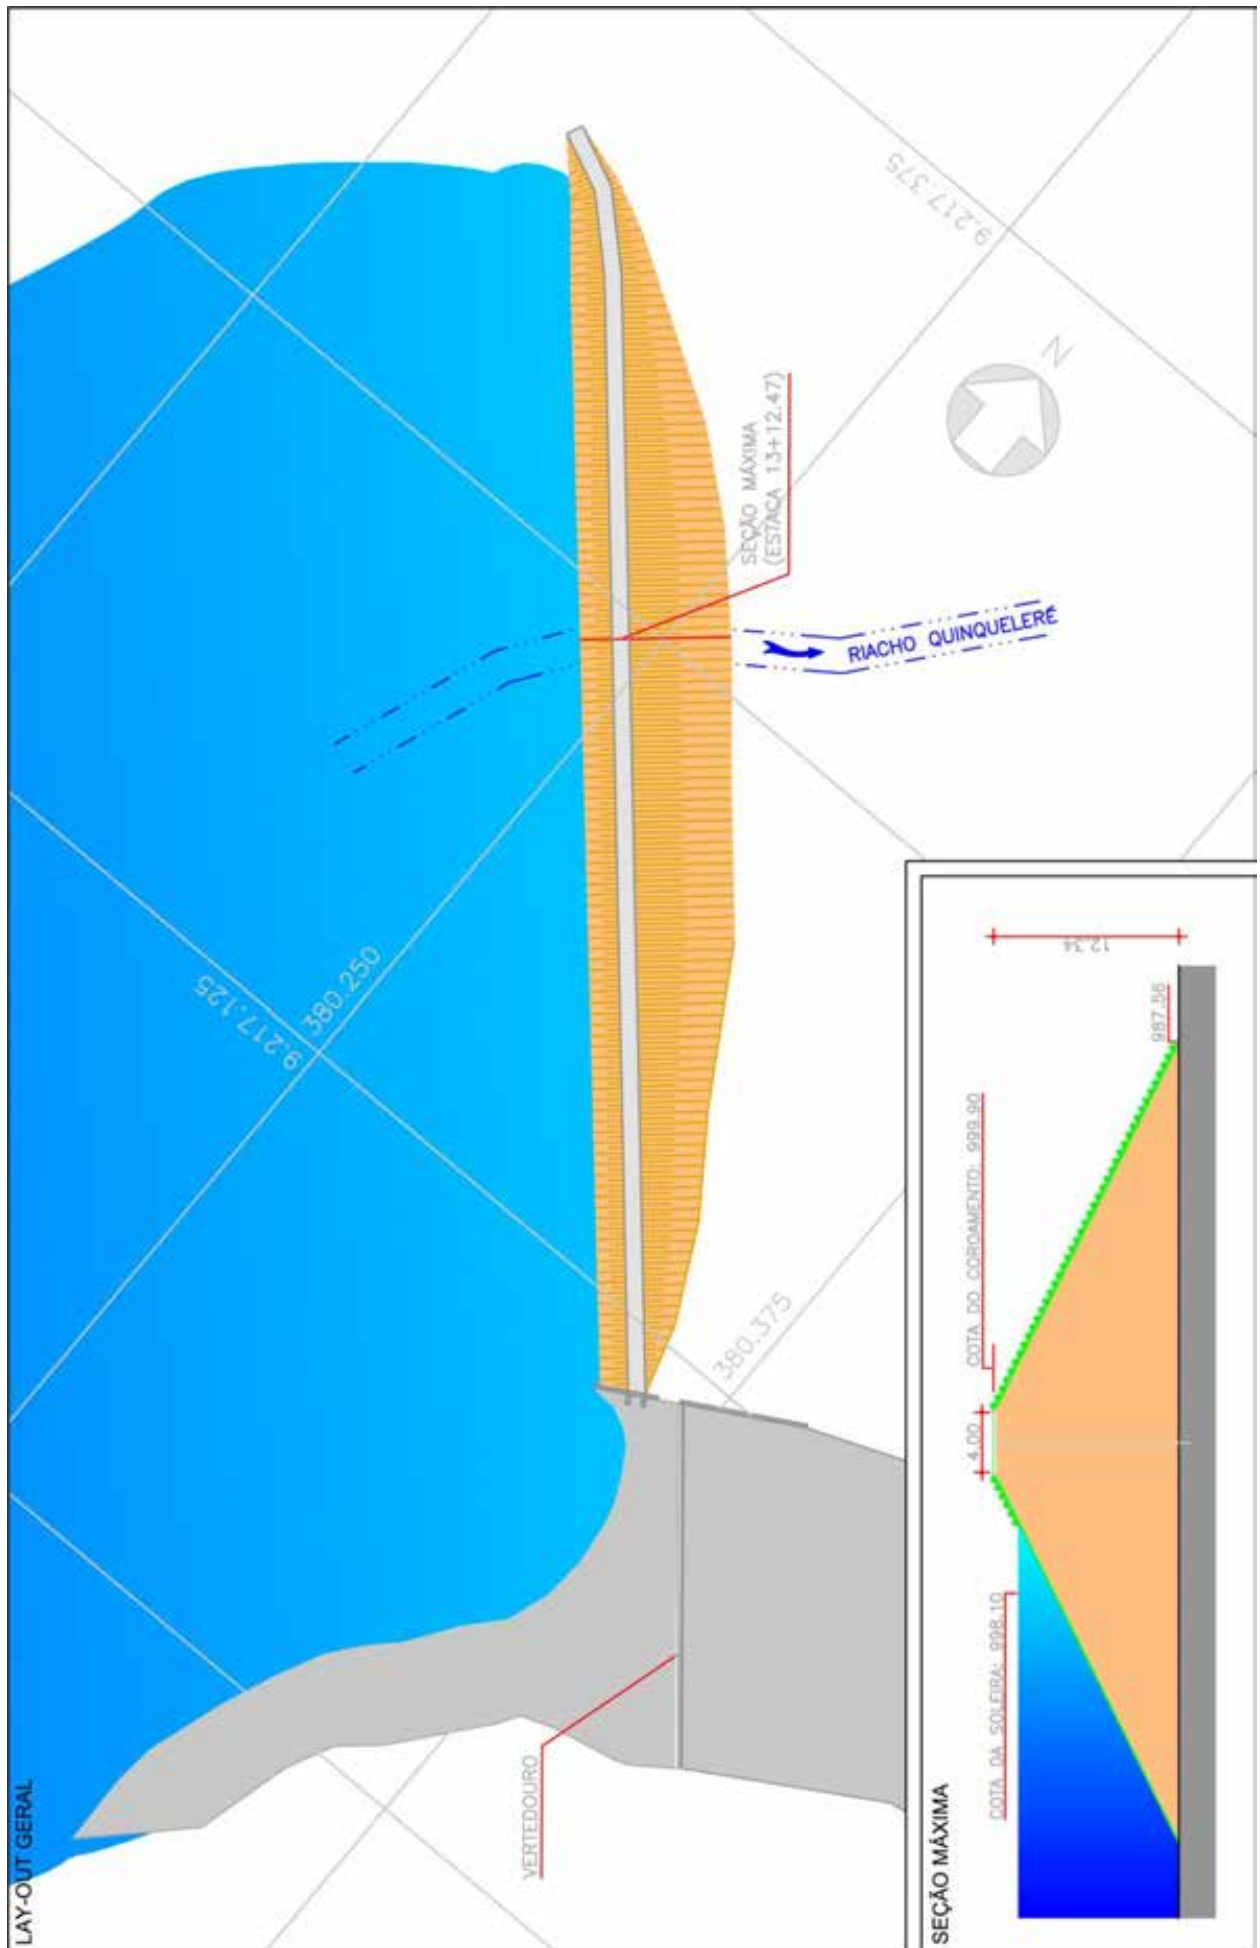 LAY-OUT GERAL
9.217.375
N
SEÇÃO MÁXIMA
(ESTACA 13+12.47)
RIACHO QUINQUELERÊ
9.217.125
380.250
380.375
VERTEDOURO
SEÇÃO MÁXIMA
COTA DA SOLEIRA: 998.10
4.00
COTA DO COROAMENTO: 999.90
987.56
12.34